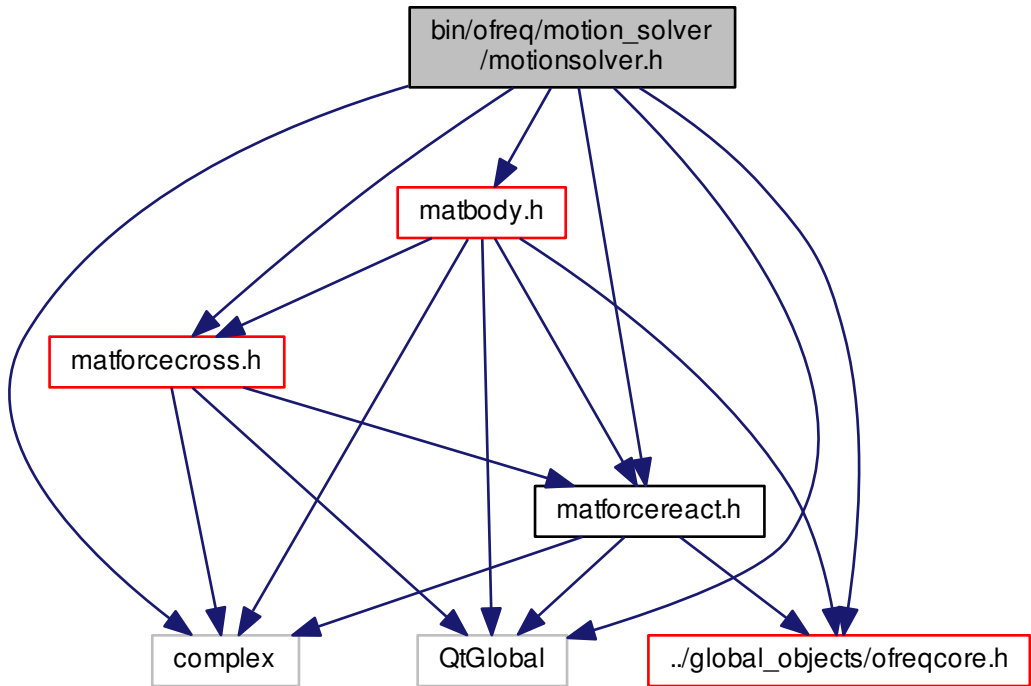 bin/ofreq/motion_solver
/motionsolver.h
matbody.h
matforcecross.h
matforcereact.h
complex
QtGlobal
../global_objects/ofreqcore.h